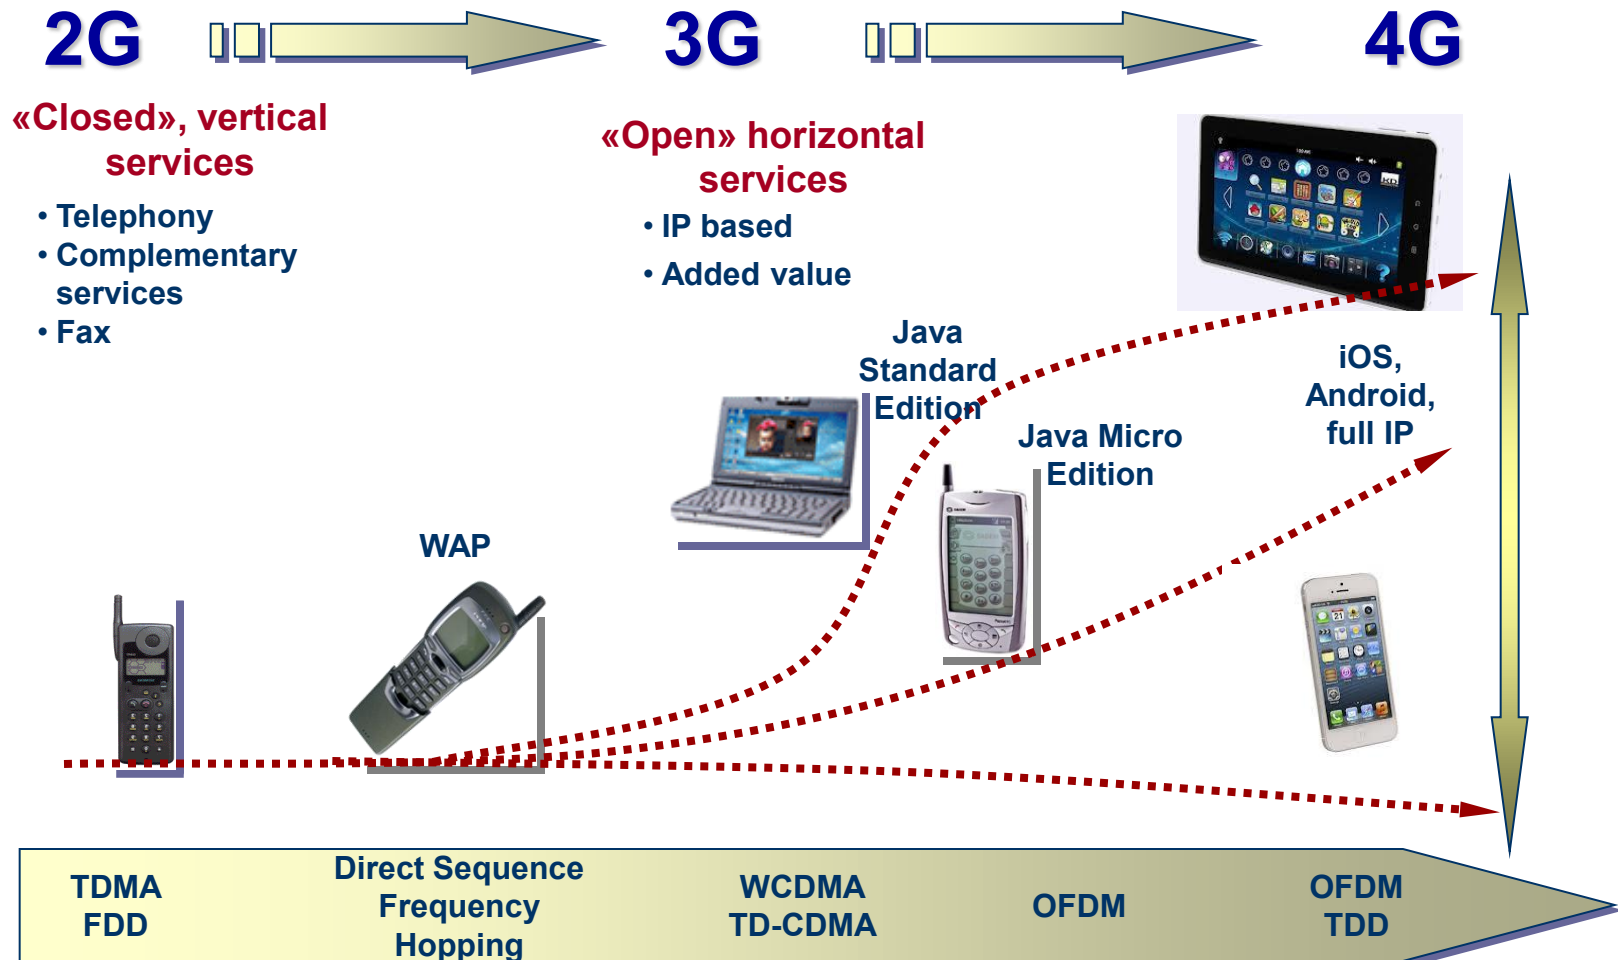 2G
3G
4G
«Closed», vertical
services
• Telephony
• Complementary
services
• Fax
«Open» horizontal
services
• IP based
• Added value
Java
Standard
Edition
Java Micro
Edition
iOS,
Android,
full IP
WAP
TDMA
FDD
Direct Sequence
Frequency
Hopping
WCDMA
TD-CDMA
OFDM
OFDM
TDD